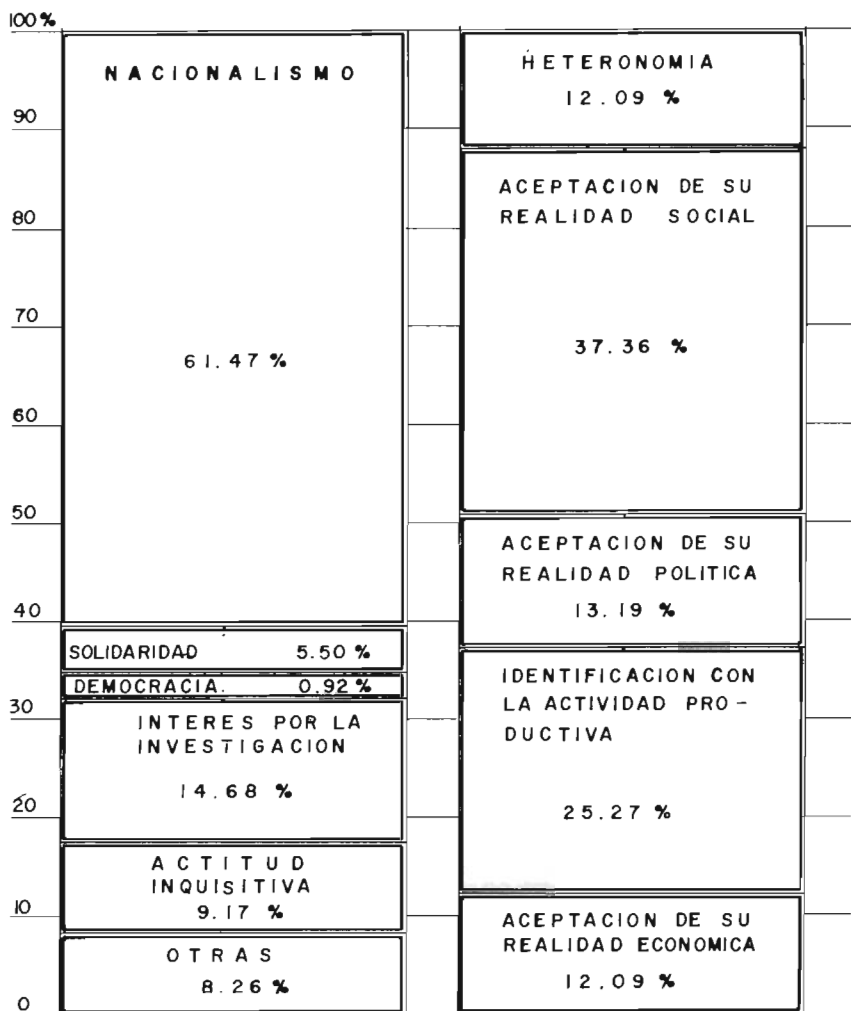 100%
90
80
70
60
50
40
30
20
10
0
NACIONALISMO
61.47 %
SOLIDARIDAD 5.50 %
DEMOCRACIA. 0.92 %
INTERES POR LA
INVESTIGACION
14.68 %
ACTITUD
INQUISITIVA
9.17 %
OTRAS
8.26 %
HETERONOMIA
12.09 %
ACEPTACION DE SU
REALIDAD SOCIAL
37.36 %
ACEPTACION DE SU
REALIDAD POLITICA
13.19 %
IDENTIFICACION CON
LA ACTIVIDAD PRO-
DUCTIVA
25.27 %
ACEPTACION DE SU
REALIDAD ECONOMICA
12.09 %